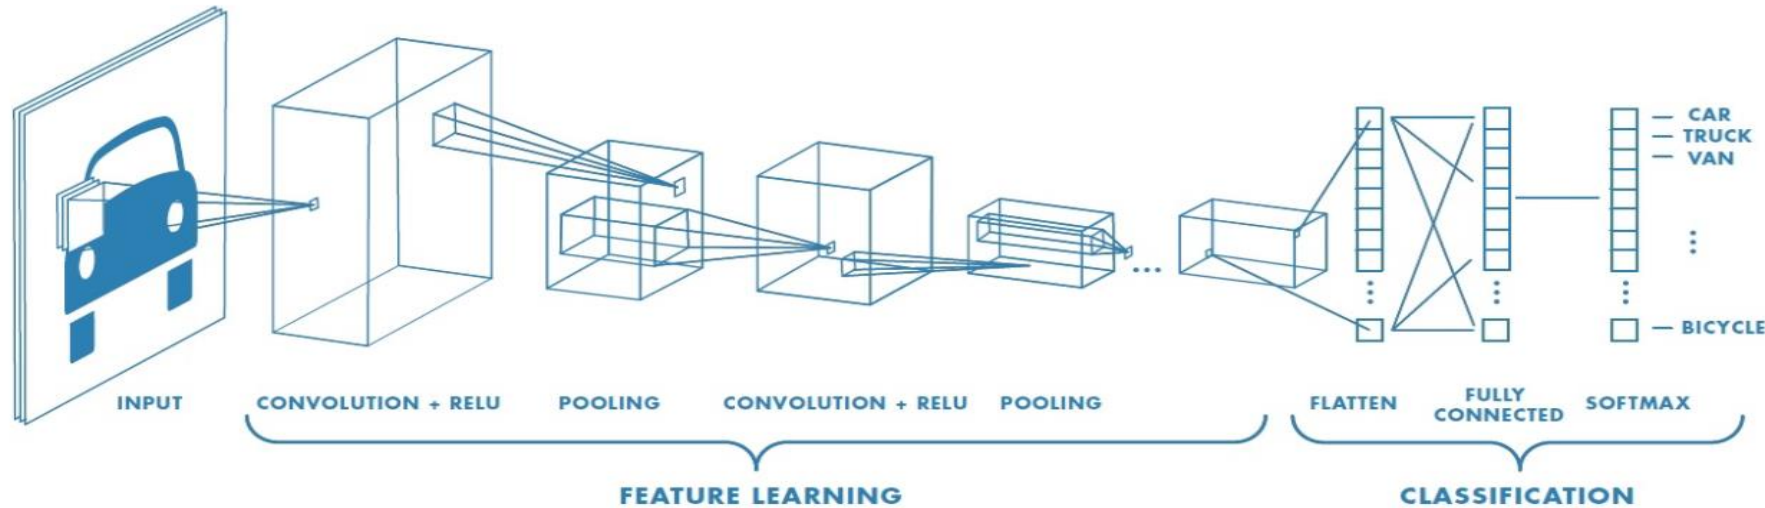 CAR
TRUCK
VAN
BICYCLE
INPUT
CONVOLUTION + RELU
POOLING
CONVOLUTION + RELU
POOLING
FLATTEN
FULLY
CONNECTED
SOFTMAX
FEATURE LEARNING
CLASSIFICATION